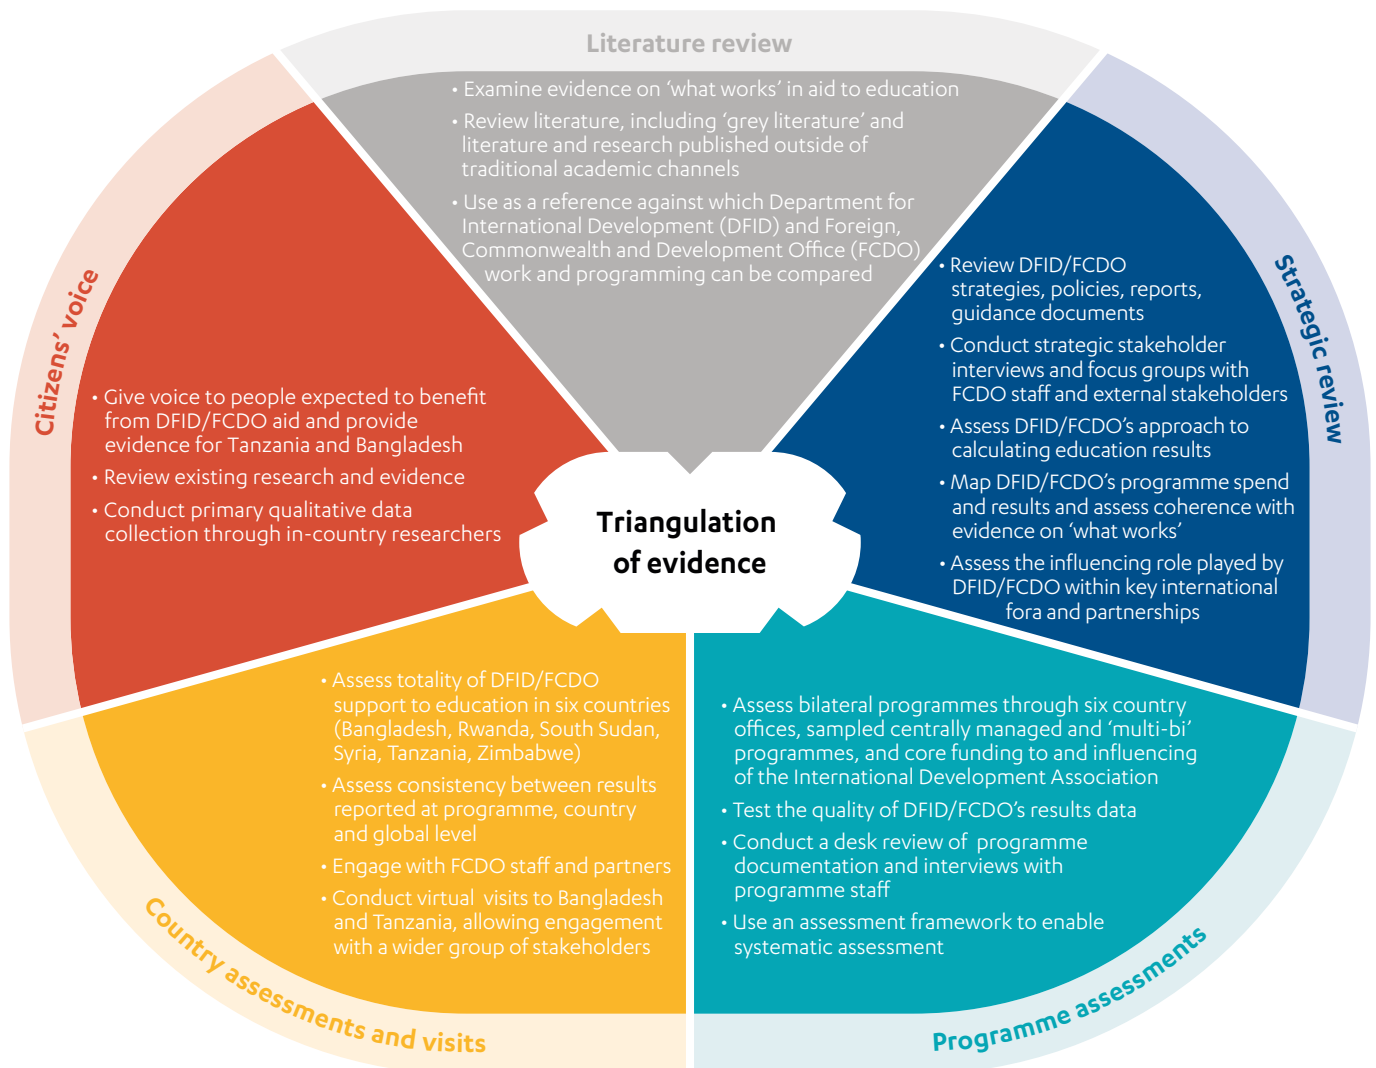 Literature review
• Examine evidence on ‘what works’ in aid to education
• Review literature, including ‘grey literature’ and
literature and research published outside of
traditional academic channels
• Use as a reference against which Department for
International Development (DFID) and Foreign,
Commonwealth and Development Office (FCDO)
work and programming can be compared
Strategic review
• Review DFID/FCDO
strategies, policies, reports,
guidance documents
• Conduct strategic stakeholder
interviews and focus groups with
FCDO staff and external stakeholders
• Assess DFID/FCDO’s approach to
calculating education results
• Map DFID/FCDO’s programme spend
and results and assess coherence with
evidence on ‘what works’
• Assess the influencing role played by
DFID/FCDO within key international
fora and partnerships
Programme assessments
• Assess bilateral programmes through six country
offices, sampled centrally managed and ‘multi-bi’
programmes, and core funding to and influencing
of the International Development Association
• Test the quality of DFID/FCDO’s results data
• Conduct a desk review of programme
documentation and interviews with
programme staff
• Use an assessment framework to enable
systematic assessment
Country assessments and visits
• Assess totality of DFID/FCDO
support to education in six countries
(Bangladesh, Rwanda, South Sudan,
Syria, Tanzania, Zimbabwe)
• Assess consistency between results
reported at programme, country
and global level
• Engage with FCDO staff and partners
• Conduct virtual visits to Bangladesh
and Tanzania, allowing engagement
with a wider group of stakeholders
Citizens’ voice
• Give voice to people expected to benefit
from DFID/FCDO aid and provide
evidence for Tanzania and Bangladesh
• Review existing research and evidence
• Conduct primary qualitative data
collection through in-country researchers
Triangulation
of evidence